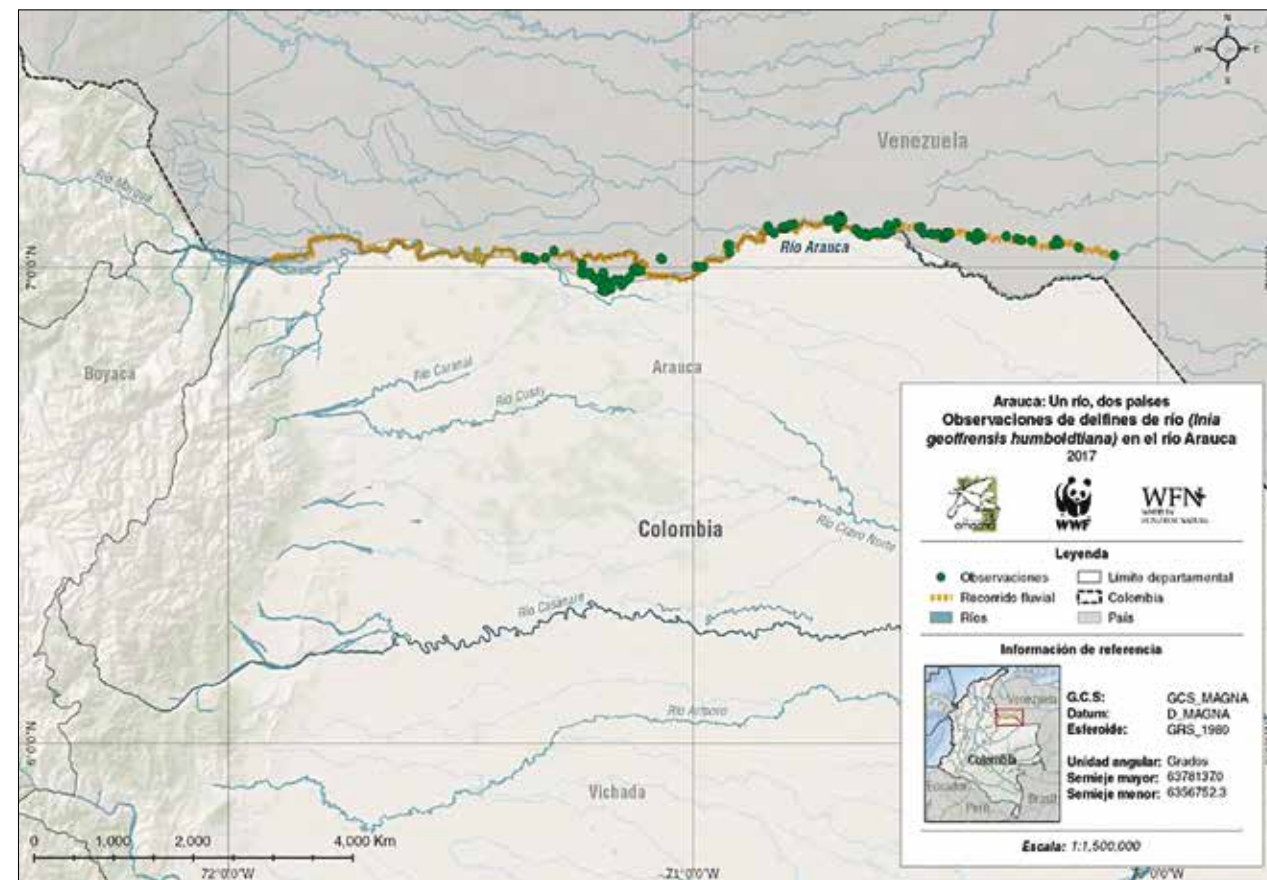 N
W
E
S
Venezuela
Río Arauca
7°0'0"N
Boyaca
Arauca
Río Caranal
Río Cusay
Colombia
Río Cravo Norte
Río Casanare
6°0'0"N
Vichada
0 1,000 2,000 4,000 Km
72°0'0"W
71°0'0"W
Arauca: Un río, dos países
Observaciones de delfines de río (Inia
geoffrensis humboldtiana) en el río Arauca
2017
omacha
WWF
WFN
Leyenda
Observaciones
Límite departamental
Recorrido fluvial
Colombia
Ríos
País
Información de referencia
Venezuela
Colombia
Ecuador
Perú
Brasil
G.C.S: GCS_MAGNA
Datum: D_MAGNA
Esferoide: GRS_1980
Unidad angular: Grados
Semieje mayor: 6378137.0
Semieje menor: 6356752.3
Escala: 1:1,500,000